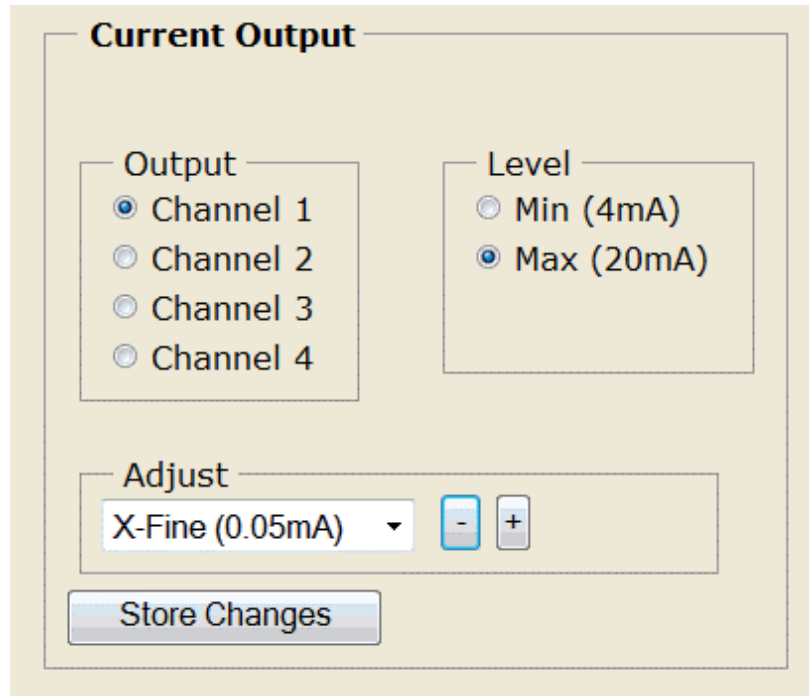 Current Output
Output
Channel 1
Channel 2
Channel 3
Channel 4
Level
Min (4mA)
Max (20mA)
Adjust
X-Fine (0.05mA) - +
Store Changes